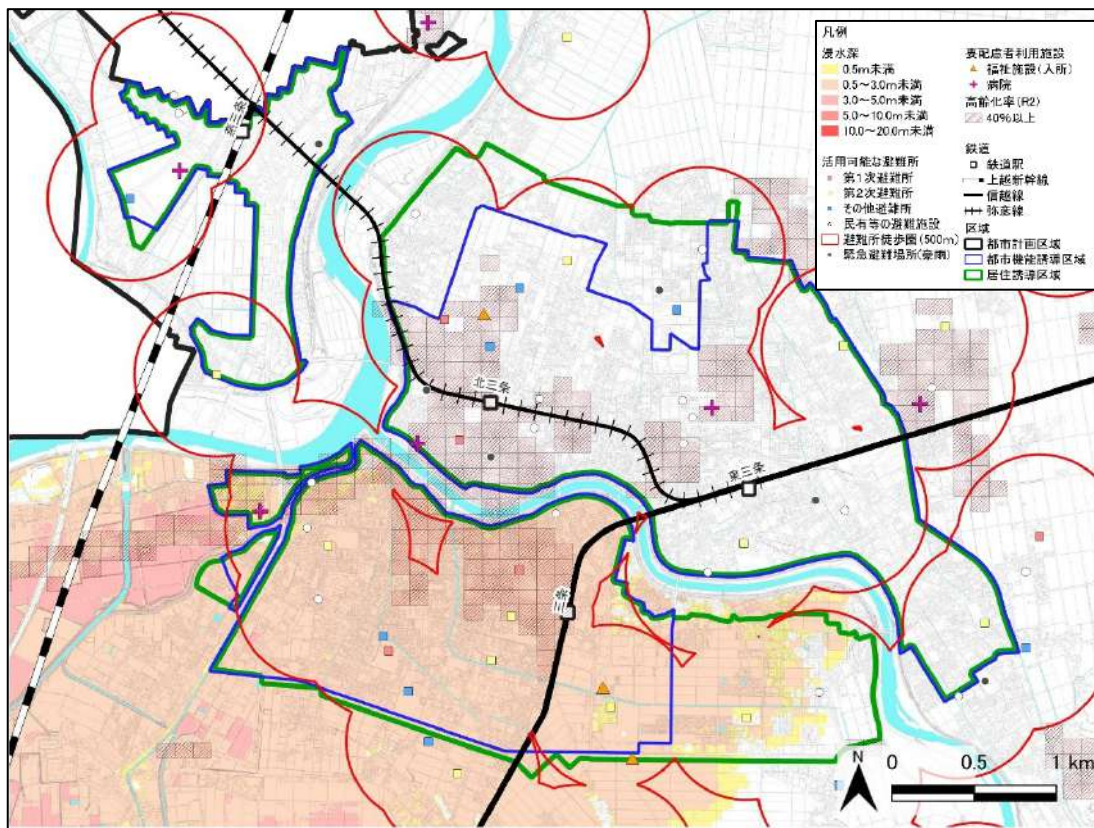 凡例
浸水深
0.5m未満
0.5~3.0m未満
3.0~5.0m未満
5.0~10.0m未満
10.0~20.0m未満
活用可能な避難所
第1次避難所
第2次避難所
その他避難所
民有等の避難施設
避難所徒歩圏(500m)
緊急避難場所(豪雨)
要配慮者利用施設
福祉施設(入所)
病院
高齢化率(R2)
40%以上
鉄道
鉄道駅
上越新幹線
信越線
弥彦線
区域
都市計画区域
都市機能誘導区域
居住誘導区域
燕三条
北三条
東三条
三条
N
0 0.5 1 km